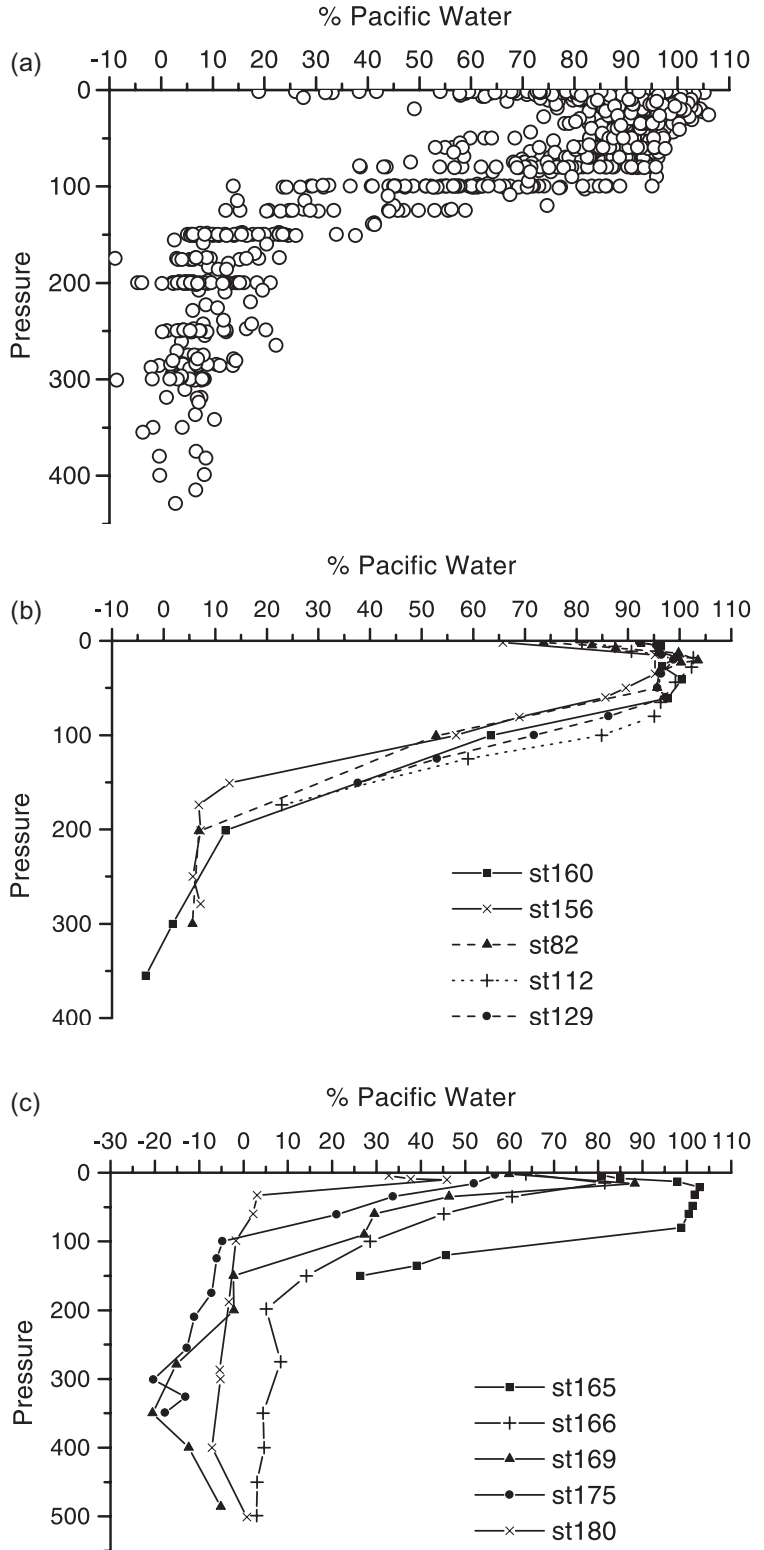 % Pacific Water
(a)
-10 0 10 20 30 40 50 60 70 80 90 100 110
0
100
200
300
400
Pressure
% Pacific Water
(b)
-10 0 10 20 30 40 50 60 70 80 90 100 110
0
100
200
300
400
Pressure
st160
st156
st82
st112
st129
% Pacific Water
(c)
-30 -20 -10 0 10 20 30 40 50 60 70 80 90 100 110
0
100
200
300
400
500
Pressure
st165
st166
st169
st175
st180